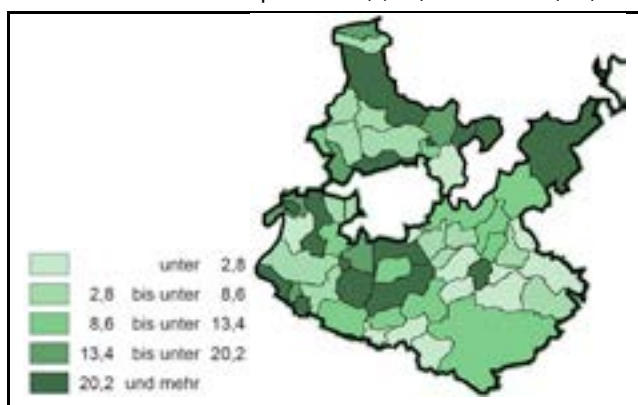 unter 2,8
2,8 bis unter 8,6
8,6 bis unter 13,4
13,4 bis unter 20,2
20,2 und mehr